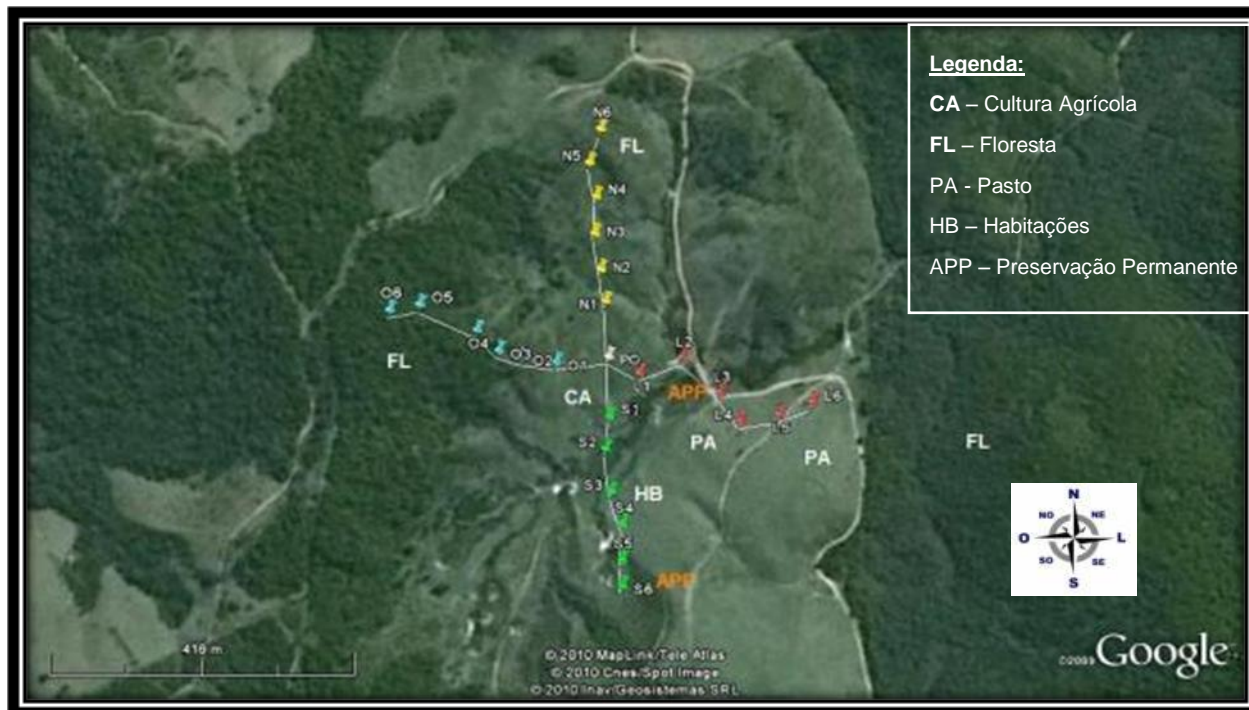 Legenda:
CA – Cultura Agrícola
FL – Floresta
PA - Pasto
HB – Habitações
APP – Preservação Permanente
N6
FL
N5
N4
N3
N2
N1
O6
O5
O4
O3
O2
O1
PO
L1
L2
L3
L4
L5
L6
FL
CA
APP
PA
PA
FL
S1
S2
S3
HB
S4
S5
S6
APP
N
NO
NE
O
L
SO
SE
S
416 m
© 2010 MapLink/Tele Atlas
© 2010 Cnes/Spot Image
© 2010 Inav/Geosistemas SRL
©2009 Google